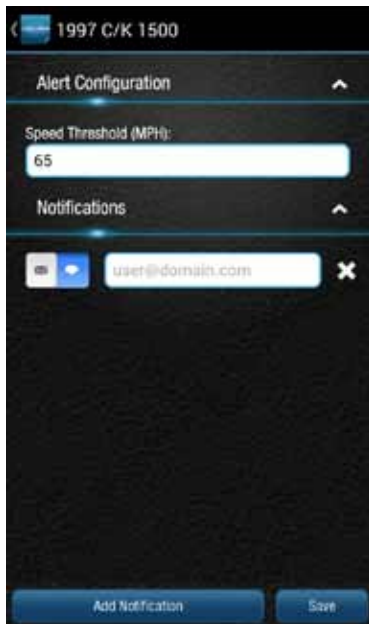 1997 C/K 1500
Alert Configuration
Speed Threshold (MPH):
65
Notifications
user@domain.com
Add Notification
Save